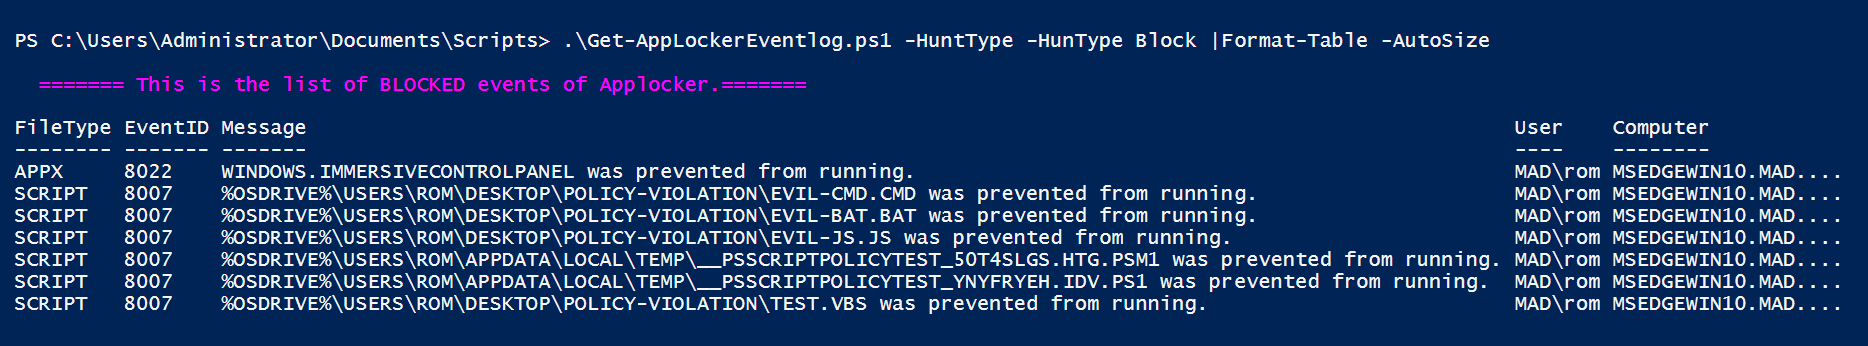 PS C:\Users\Administrator\Documents\Scripts> .\Get-AppLockerEventlog.ps1 -HuntType -HunType Block |Format-Table -AutoSize
======= This is the list of BLOCKED events of Applocker.=======
FileType EventID Message User Computer
-------- ------- ------- ---- --------
APPX 8022 WINDOWS.IMMERSIVECONTROLPANEL was prevented from running. MAD\rom MSEDGEWIN10.MAD....
SCRIPT 8007 %OSDRIVE%\USERS\ROM\DESKTOP\POLICY-VIOLATION\EVIL-CMD.CMD was prevented from running. MAD\rom MSEDGEWIN10.MAD....
SCRIPT 8007 %OSDRIVE%\USERS\ROM\DESKTOP\POLICY-VIOLATION\EVIL-BAT.BAT was prevented from running. MAD\rom MSEDGEWIN10.MAD....
SCRIPT 8007 %OSDRIVE%\USERS\ROM\DESKTOP\POLICY-VIOLATION\EVIL-JS.JS was prevented from running. MAD\rom MSEDGEWIN10.MAD....
SCRIPT 8007 %OSDRIVE%\USERS\ROM\APPDATA\LOCAL\TEMP\__PSSCRIPTPOLICYTEST_5OT4SLGS.HTG.PSM1 was prevented from running. MAD\rom MSEDGEWIN10.MAD....
SCRIPT 8007 %OSDRIVE%\USERS\ROM\APPDATA\LOCAL\TEMP\__PSSCRIPTPOLICYTEST_YNYFRYEH.IDV.PS1 was prevented from running. MAD\rom MSEDGEWIN10.MAD....
SCRIPT 8007 %OSDRIVE%\USERS\ROM\DESKTOP\POLICY-VIOLATION\TEST.VBS was prevented from running. MAD\rom MSEDGEWIN10.MAD....